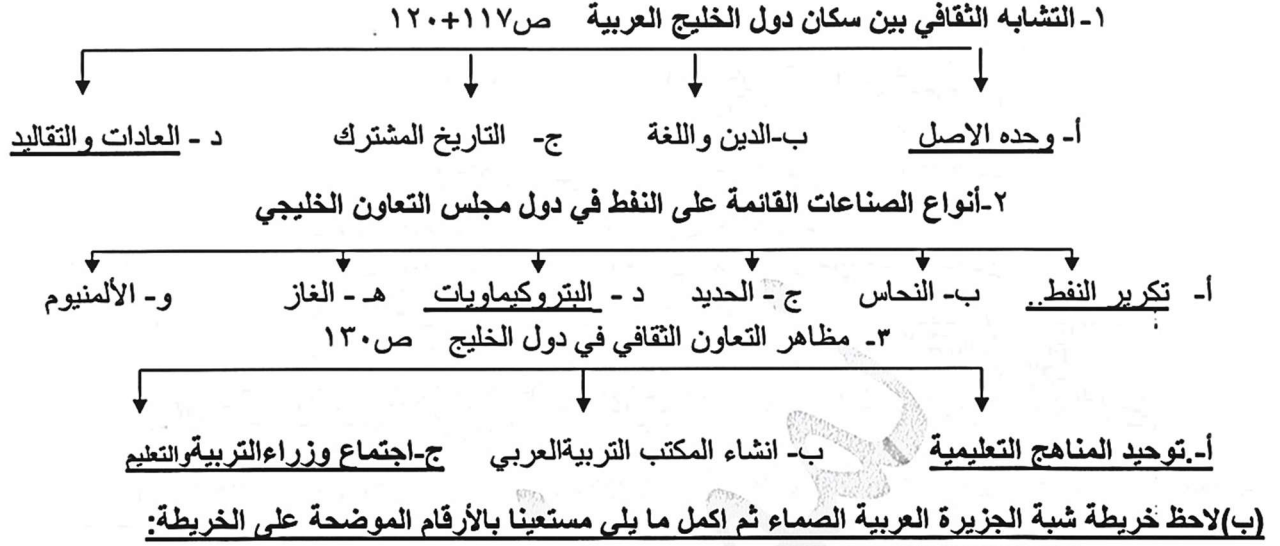 ١- التشابه الثقافي بين سكان دول الخليج العربية ص١١٧+١٢٠
أ- وحده الاصل ب-الدين واللغة ج- التاريخ المشترك د - العادات والتقاليد
٢-أنواع الصناعات القائمة على النفط في دول مجلس التعاون الخليجي
أ- تكرير النفط.. ب- النحاس ج - الحديد د - البتروكيماويات هـ - الغاز و- الألمنيوم
٣- مظاهر التعاون الثقافي في دول الخليج ص١٣٠
أ-.توحيد المناهج التعليمية ب- انشاء المكتب التربيةالعربي ج-اجتماع وزراءالتربيةوالتعليم
(ب)لاحظ خريطة شبة الجزيرة العربية الصماء ثم اكمل ما يلي مستعينا بالأرقام الموضحة على الخريطة: